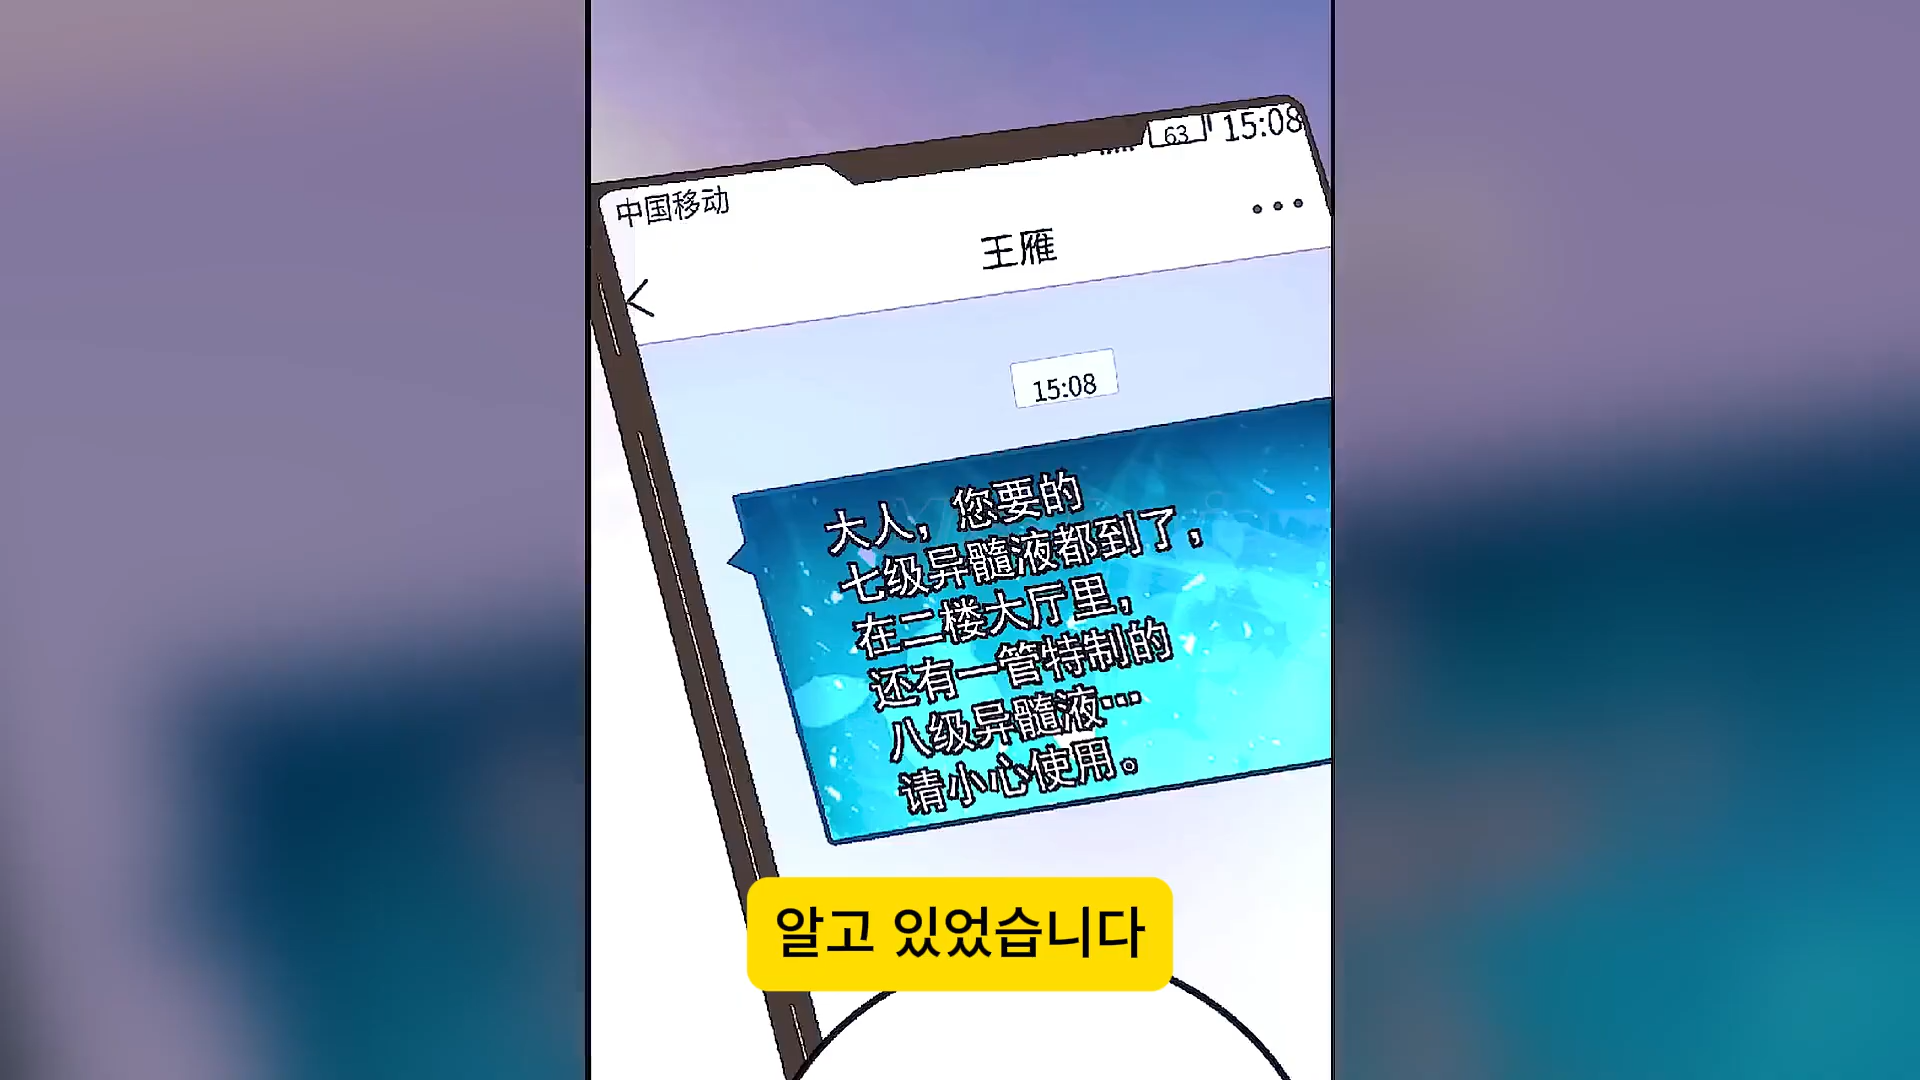 63 15:08
中国移动
王雁
15:08
大人，您要的
七级异髓液都到了，
在二楼大厅里，
还有一管特制的
八级异髓液…
请小心使用。
알고 있었습니다